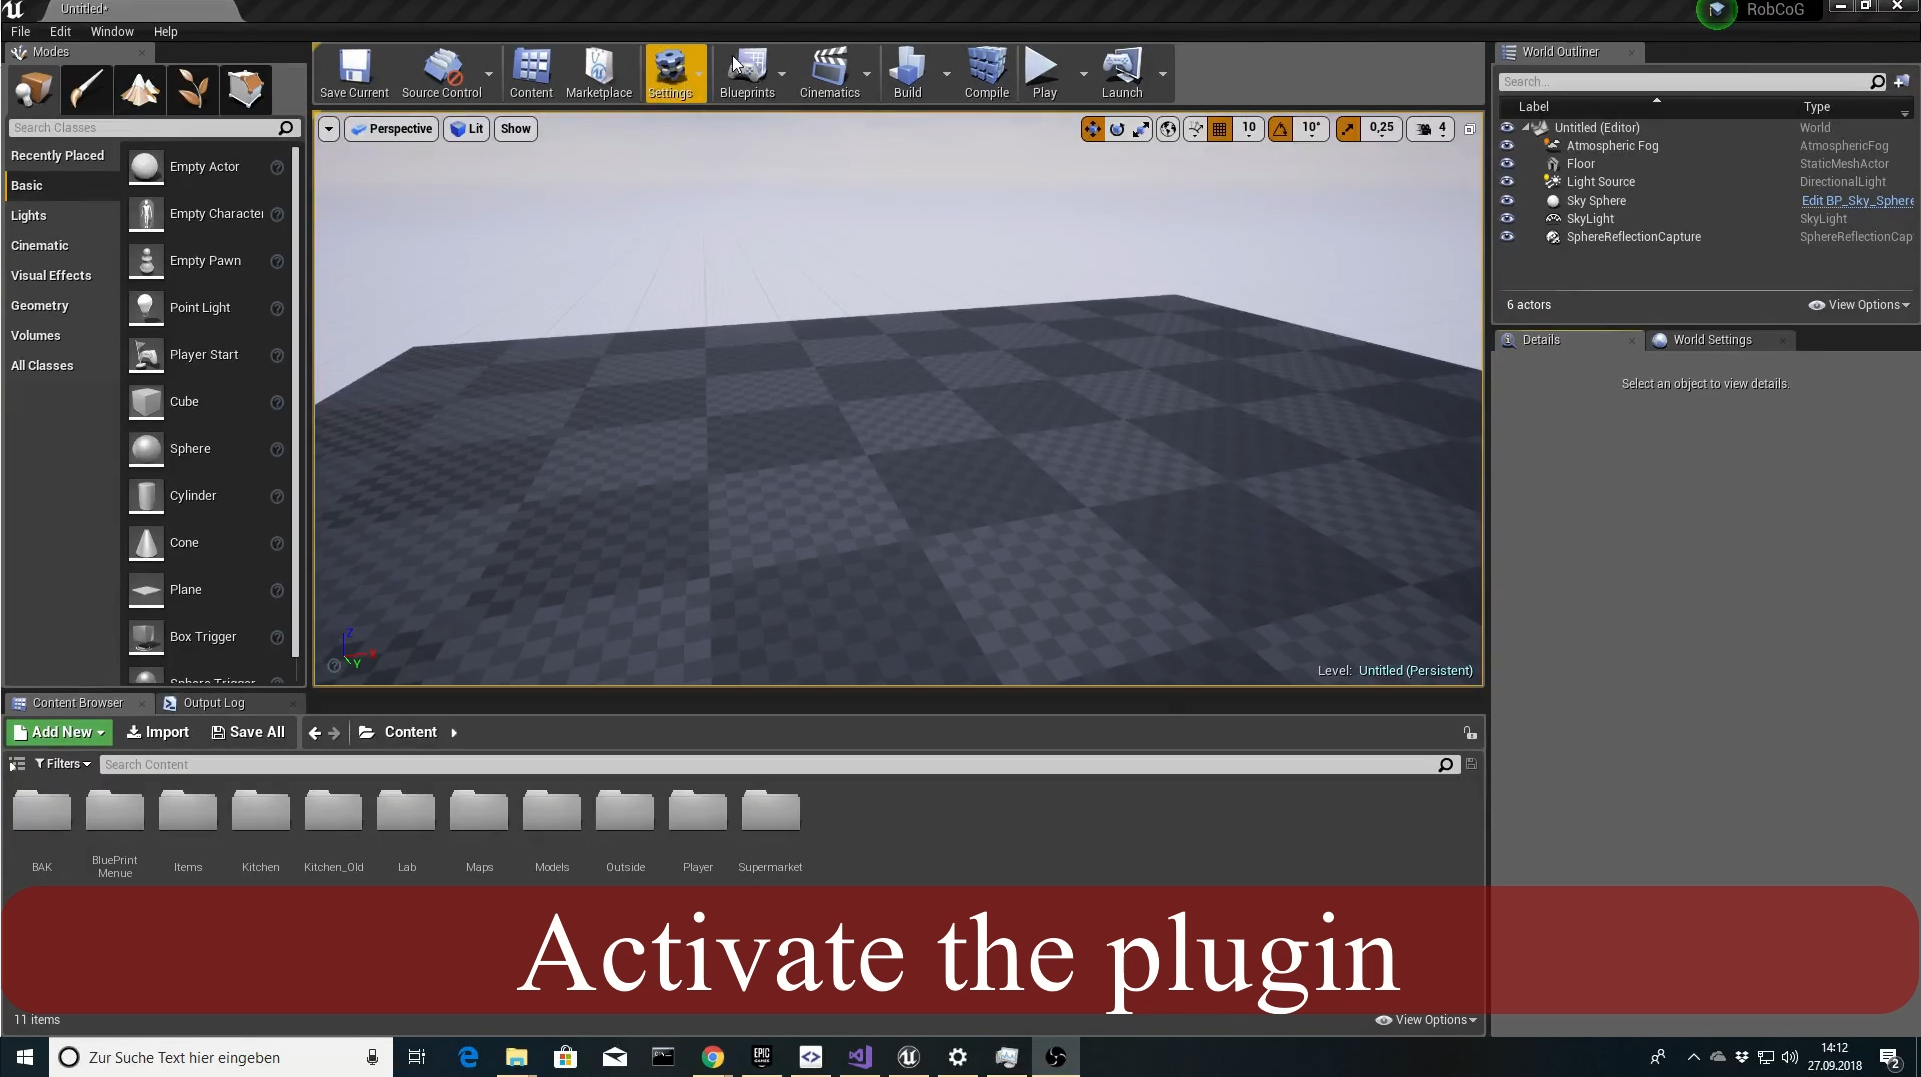 Untitled*
RobCoG
File Edit Window Help
Modes
Save Current Source Control Content Marketplace Settings Blueprints Cinematics Build Compile Play Launch
World Outliner
Search...
Label Type
Untitled (Editor) World
Atmospheric Fog AtmosphericFog
Floor StaticMeshActor
Light Source DirectionalLight
Sky Sphere Edit BP_Sky_Sphere
SkyLight SkyLight
SphereReflectionCapture SphereReflectionCap
6 actors View Options
Details World Settings
Select an object to view details.
Search Classes
Recently Placed
Basic
Lights
Cinematic
Visual Effects
Geometry
Volumes
All Classes
Empty Actor
Empty Character
Empty Pawn
Point Light
Player Start
Cube
Sphere
Cylinder
Cone
Plane
Box Trigger
Sphere Trigger
Perspective Lit Show
10 10° 0,25 4
Z
X
Y
Level: Untitled (Persistent)
Content Browser Output Log
Add New Import Save All Content
Filters Search Content
BAK
BluePrint
Menue
Items
Kitchen
Kitchen_Old
Lab
Maps
Models
Outside
Player
Supermarket
Activate the plugin
11 items View Options
Zur Suche Text hier eingeben
EPIC
GAMES
14:12
27.09.2018
2